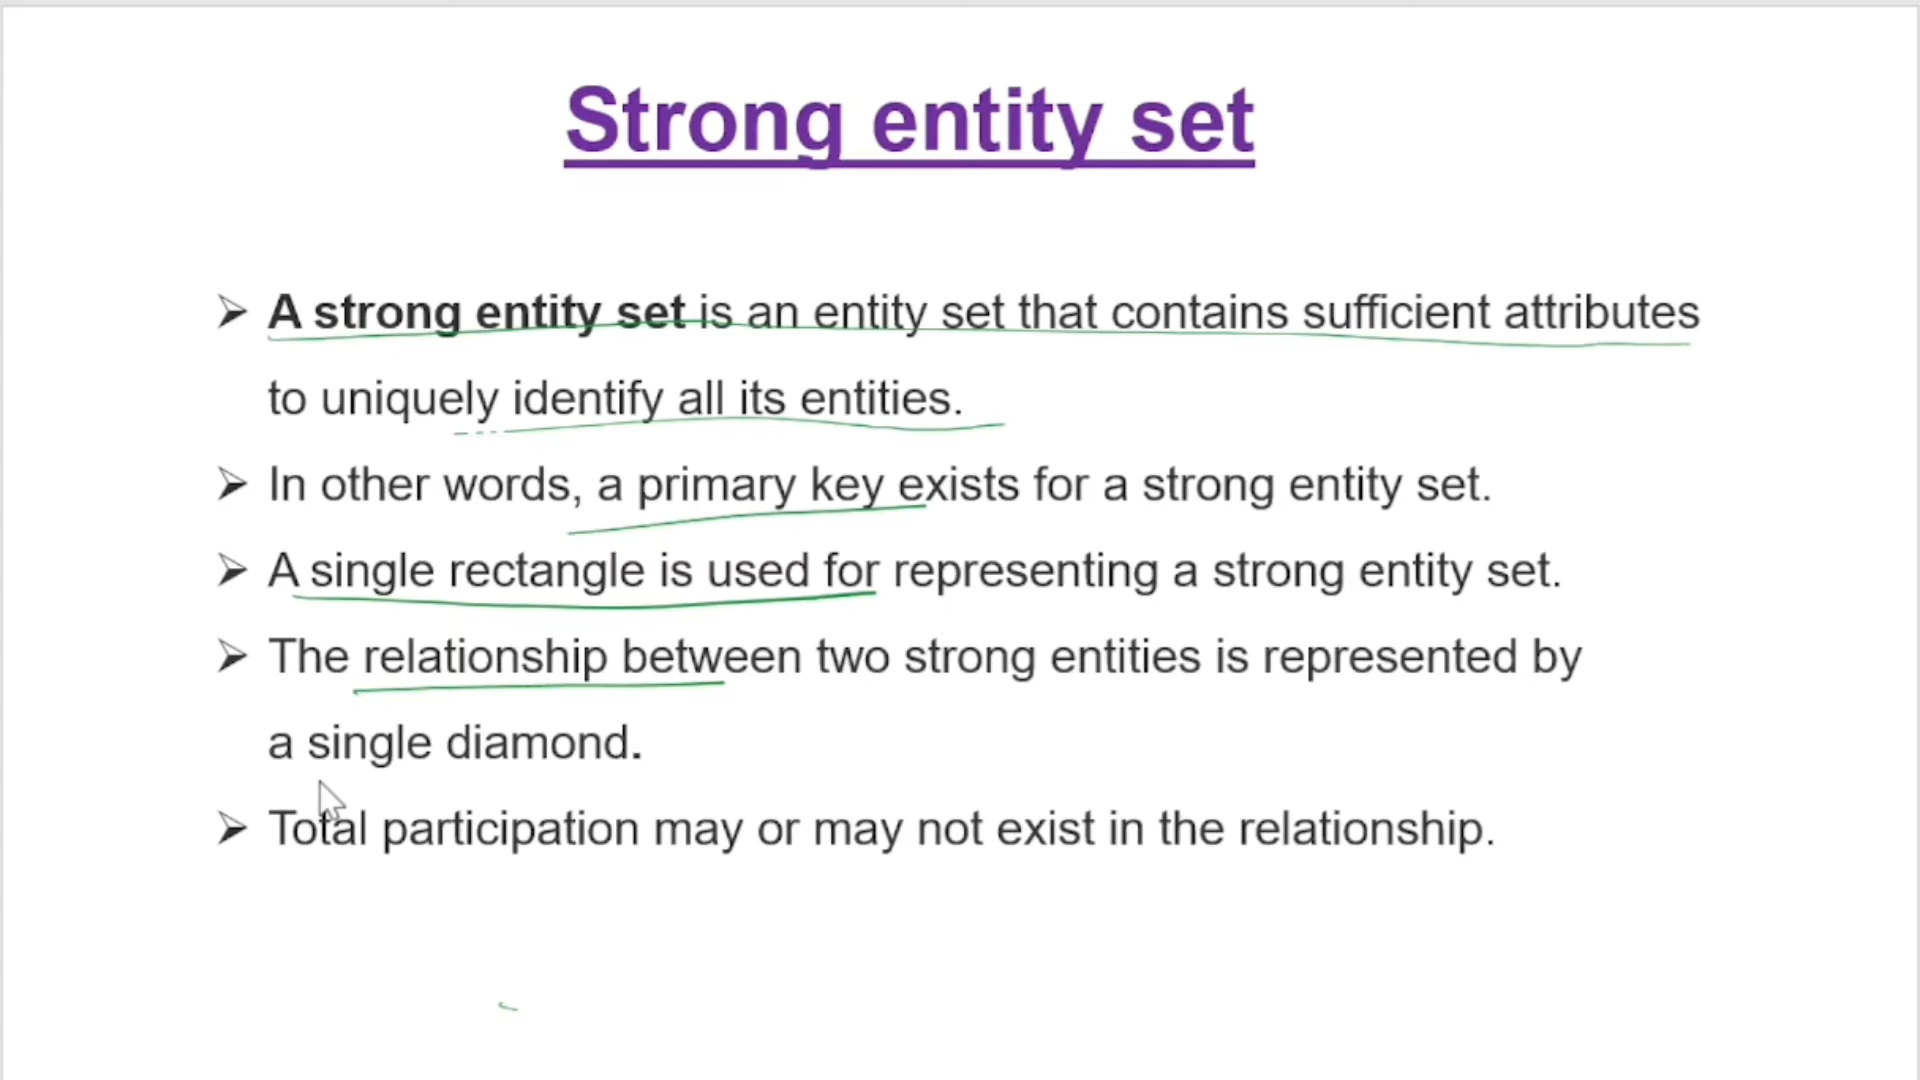 Strong entity set
➢ A strong entity set is an entity set that contains sufficient attributes
to uniquely identify all its entities.
➢ In other words, a primary key exists for a strong entity set.
➢ A single rectangle is used for representing a strong entity set.
➢ The relationship between two strong entities is represented by
a single diamond.
➢ Total participation may or may not exist in the relationship.